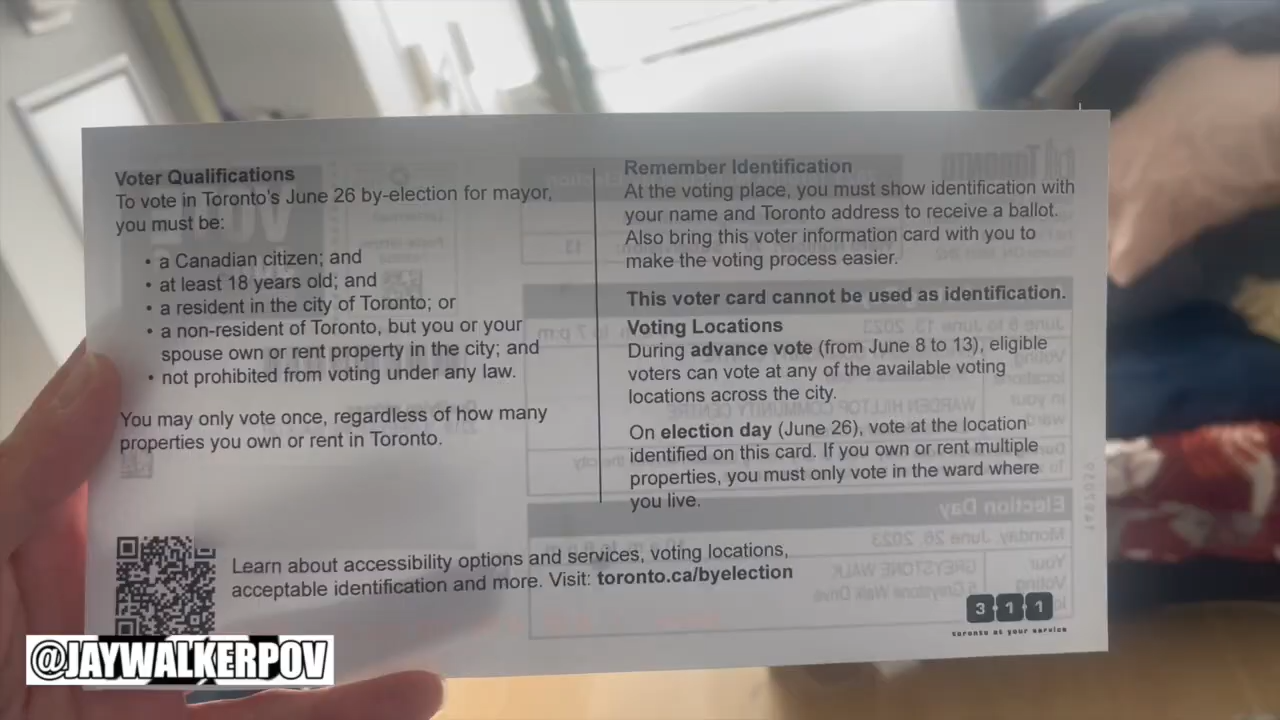 Voter Qualifications
To vote in Toronto's June 26 by-election for mayor,
you must be:
• a Canadian citizen; and
• at least 18 years old; and
• a resident in the city of Toronto; or
• a non-resident of Toronto, but you or your
spouse own or rent property in the city; and
• not prohibited from voting under any law.
You may only vote once, regardless of how many
properties you own or rent in Toronto.
Remember Identification
At the voting place, you must show identification with
your name and Toronto address to receive a ballot.
Also bring this voter information card with you to
make the voting process easier.
This voter card cannot be used as identification.
Voting Locations
During advance vote (from June 8 to 13), eligible
voters can vote at any of the available voting
locations across the city.
On election day (June 26), vote at the location
identified on this card. If you own or rent multiple
properties, you must only vote in the ward where
you live.
Learn about accessibility options and services, voting locations,
acceptable identification and more. Visit: toronto.ca/byelection
311
toronto at your service
@JAYWALKERPOV